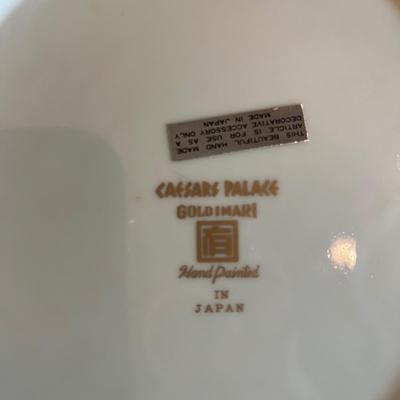 THIS BEAUTIFUL HAND MADE
ARTICLE IS FOR USE AS A
DECORATIVE ACCESSORY ONLY
MADE IN JAPAN
CAESARS PALACE
GOLD IMARI
有
Hand Painted
IN
JAPAN